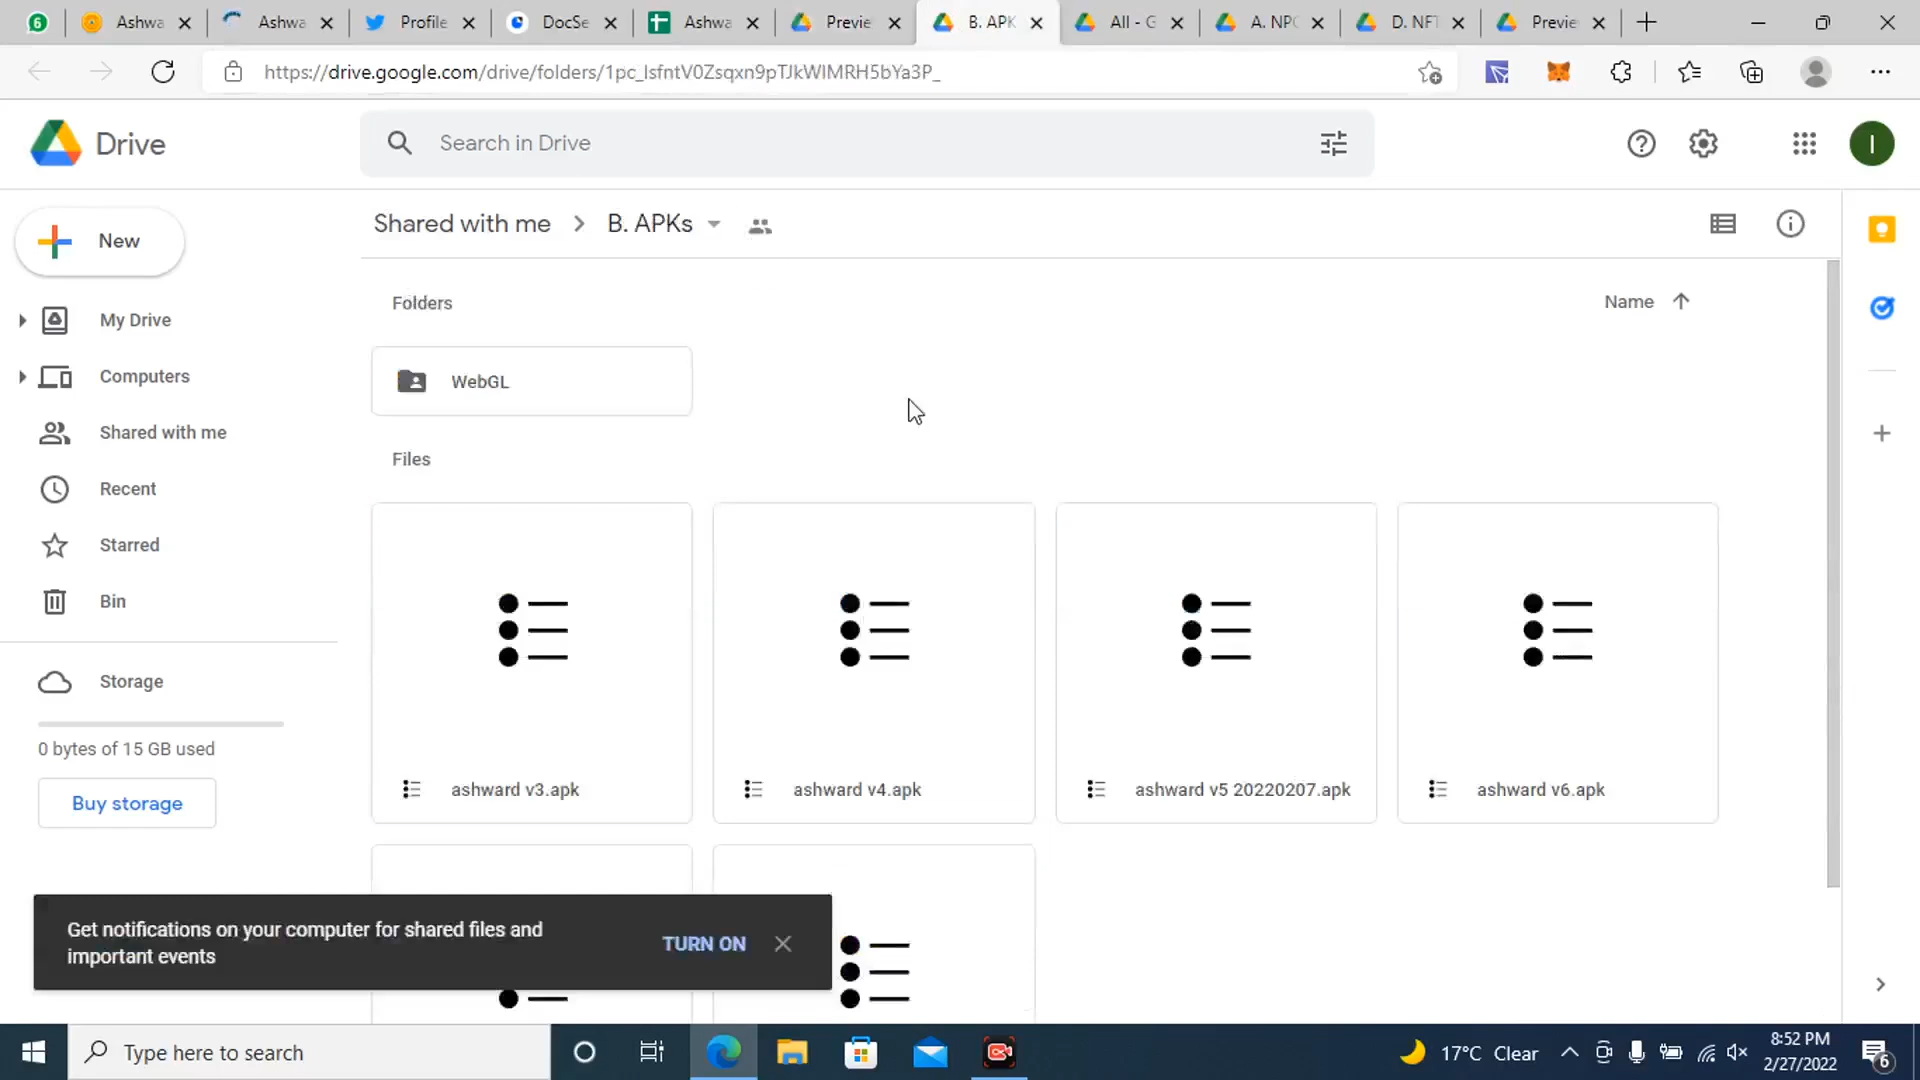 6
Ashwa
Ashwa
Profile
DocSe
Ashwa
Previe
B. APK
All - G
A. NPC
D. NFT
Previe
https://drive.google.com/drive/folders/1pc_lsfntV0Zsqxn9pTJkWlMRH5bYa3P_
Drive
Search in Drive
I
New
Shared with me > B. APKs
My Drive
Computers
Shared with me
Recent
Starred
Bin
Storage
0 bytes of 15 GB used
Buy storage
Folders
Name
WebGL
Files
ashward v3.apk
ashward v4.apk
ashward v5 20220207.apk
ashward v6.apk
Get notifications on your computer for shared files and
important events
TURN ON
Type here to search
17°C Clear
8:52 PM
2/27/2022
6